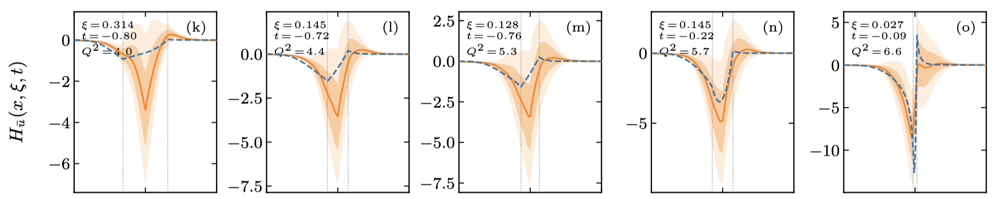 H_ū(x, ξ, t)
0
−2
−4
−6
ξ = 0.314
t = −0.80
Q² = 4.0
(k)
0.0
−2.5
−5.0
−7.5
ξ = 0.145
t = −0.72
Q² = 4.4
(l)
2.5
0.0
−2.5
−5.0
−7.5
ξ = 0.128
t = −0.76
Q² = 5.3
(m)
0
−5
ξ = 0.145
t = −0.22
Q² = 5.7
(n)
5
0
−5
−10
ξ = 0.027
t = −0.09
Q² = 6.6
(o)